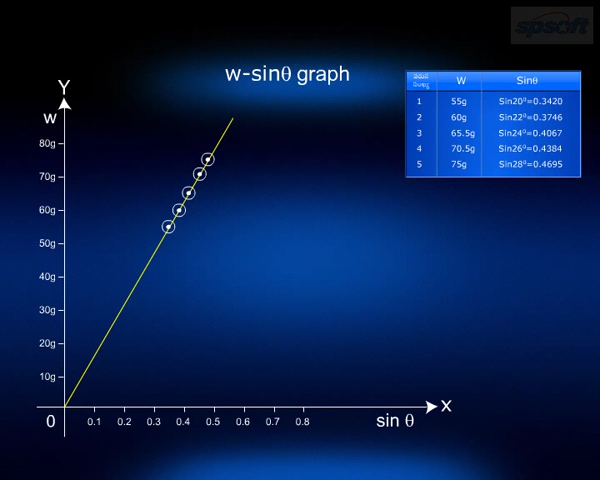 spsoft
w-sinθ graph
Y
W
80g
70g
60g
50g
40g
30g
20g
10g
0
0.1 0.2 0.3 0.4 0.5 0.6 0.7 0.8
sin θ
X
W Sinθ
1 55g Sin20⁰=0.3420
2 60g Sin22⁰=0.3746
3 65.5g Sin24⁰=0.4067
4 70.5g Sin26⁰=0.4384
5 75g Sin28⁰=0.4695